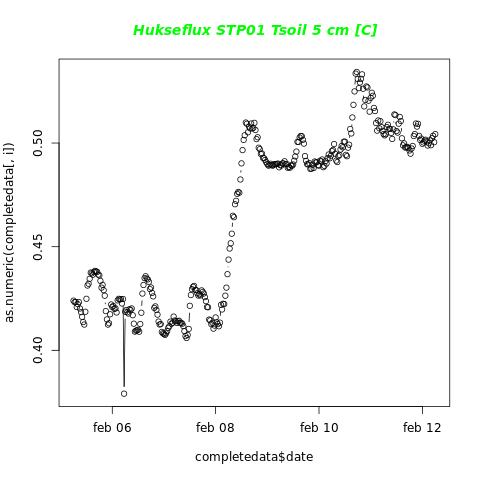 Hukseflux STP01 Tsoil 5 cm [C]
as.numeric(completedata[, i])
0.50
0.45
0.40
feb 06
feb 08
feb 10
feb 12
completedata$date